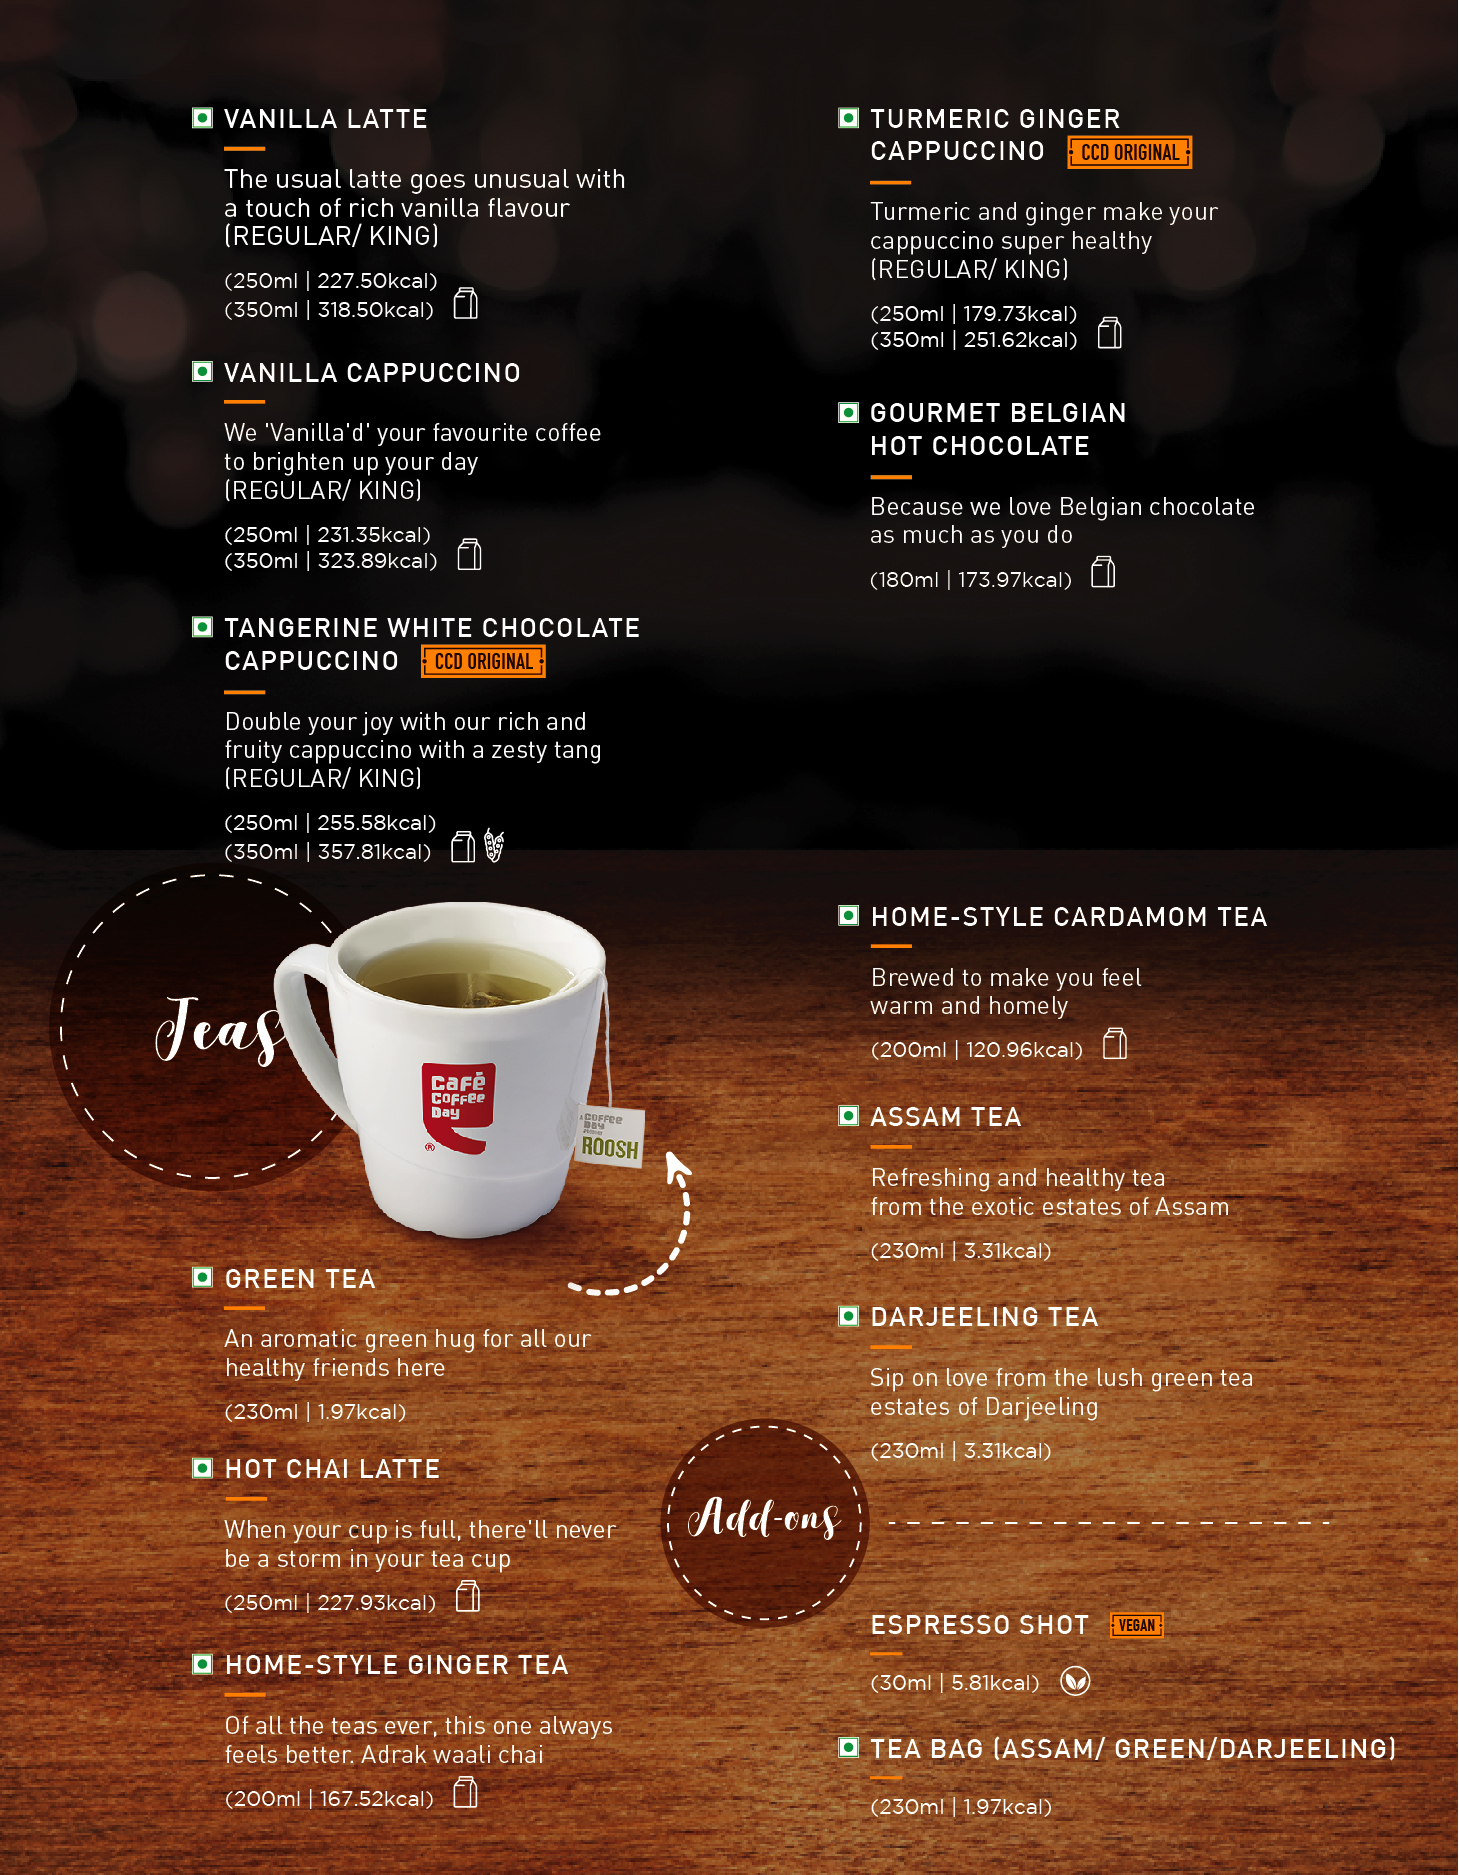 VANILLA LATTE
The usual latte goes unusual with
a touch of rich vanilla flavour
(REGULAR/ KING)
(250ml | 227.50kcal)
(350ml | 318.50kcal)
VANILLA CAPPUCCINO
We 'Vanilla'd' your favourite coffee
to brighten up your day
(REGULAR/ KING)
(250ml | 231.35kcal)
(350ml | 323.89kcal)
TANGERINE WHITE CHOCOLATE
CAPPUCCINO CCD ORIGINAL
Double your joy with our rich and
fruity cappuccino with a zesty tang
(REGULAR/ KING)
(250ml | 255.58kcal)
(350ml | 357.81kcal)
TURMERIC GINGER
CAPPUCCINO CCD ORIGINAL
Turmeric and ginger make your
cappuccino super healthy
(REGULAR/ KING)
(250ml | 179.73kcal)
(350ml | 251.62kcal)
GOURMET BELGIAN
HOT CHOCOLATE
Because we love Belgian chocolate
as much as you do
(180ml | 173.97kcal)
Teas
Café
Coffee
Day
®
COFFEE
DAY
ROOSH
GREEN TEA
An aromatic green hug for all our
healthy friends here
(230ml | 1.97kcal)
HOT CHAI LATTE
When your cup is full, there'll never
be a storm in your tea cup
(250ml | 227.93kcal)
HOME-STYLE GINGER TEA
Of all the teas ever, this one always
feels better. Adrak waali chai
(200ml | 167.52kcal)
HOME-STYLE CARDAMOM TEA
Brewed to make you feel
warm and homely
(200ml | 120.96kcal)
ASSAM TEA
Refreshing and healthy tea
from the exotic estates of Assam
(230ml | 3.31kcal)
DARJEELING TEA
Sip on love from the lush green tea
estates of Darjeeling
(230ml | 3.31kcal)
Add-ons
ESPRESSO SHOT VEGAN
(30ml | 5.81kcal)
TEA BAG (ASSAM/ GREEN/DARJEELING)
(230ml | 1.97kcal)